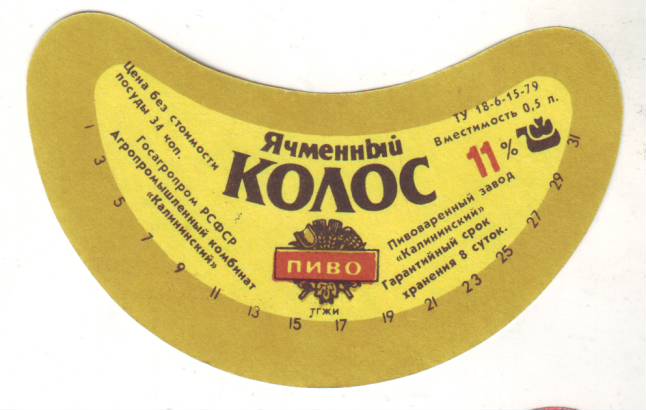 Цена без стоимости
посуды 34 коп.
Госагропром РСФСР
Агропромышленный комбинат
«Калининский»
Ячменный
КОЛОС
ПИВО
ТУ 18-6-15-79
Вместимость 0,5 л.
11%
Пивоваренный завод
«Калининский»
Гарантийный срок
хранения 8 суток.
1 3 5 7 9 11 13 15 17 19 21 23 25 27 29 31